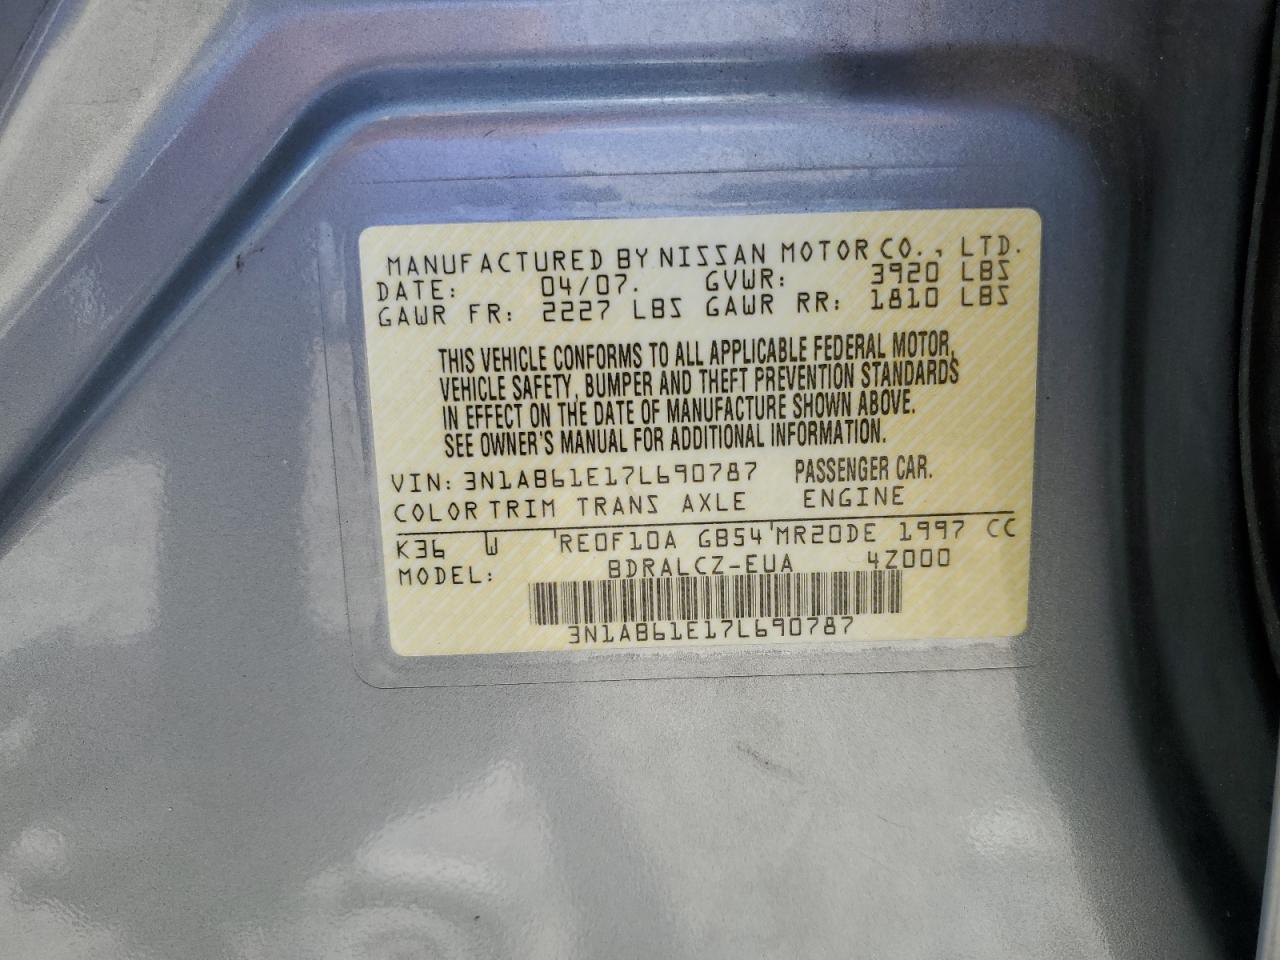 MANUFACTURED BY NISSAN MOTOR CO., LTD.
DATE: 04/07. GVWR: 3920 LBS
GAWR FR: 2227 LBS GAWR RR: 1810 LBS
THIS VEHICLE CONFORMS TO ALL APPLICABLE FEDERAL MOTOR,
VEHICLE SAFETY, BUMPER AND THEFT PREVENTION STANDARDS
IN EFFECT ON THE DATE OF MANUFACTURE SHOWN ABOVE.
SEE OWNER'S MANUAL FOR ADDITIONAL INFORMATION.
VIN: 3N1AB61E17L690787 PASSENGER CAR.
COLOR TRIM TRANS AXLE ENGINE
K36 W 'RE0F10A GB54'MR20DE 1997 CC
MODEL: BDRALCZ-EUA 4Z000
3N1AB61E17L690787